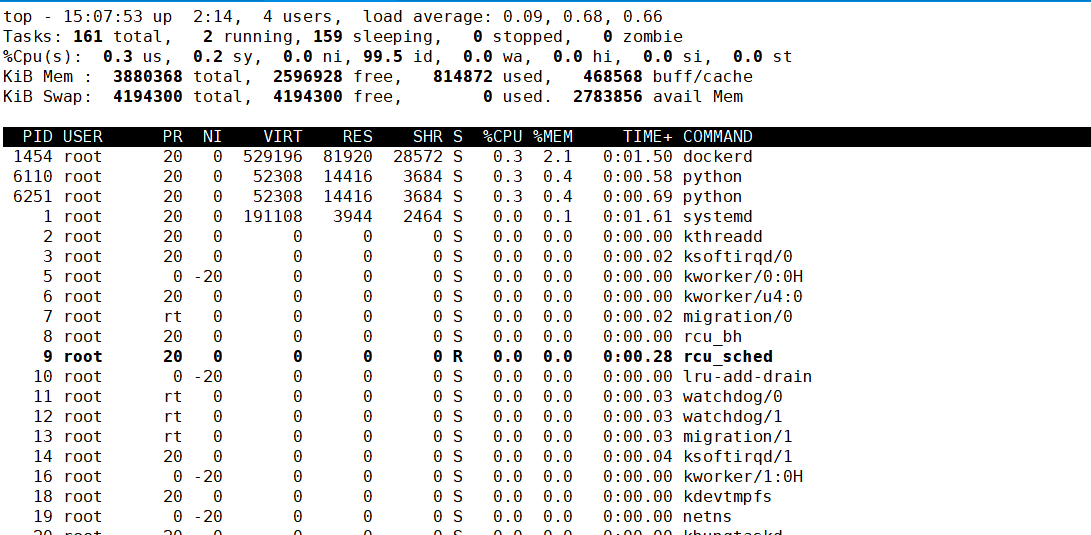 top - 15:07:53 up  2:14,  4 users,  load average: 0.09, 0.68, 0.66
Tasks: 161 total,   2 running, 159 sleeping,   0 stopped,   0 zombie
%Cpu(s):  0.3 us,  0.2 sy,  0.0 ni, 99.5 id,  0.0 wa,  0.0 hi,  0.0 si,  0.0 st
KiB Mem :  3880368 total,  2596928 free,   814872 used,   468568 buff/cache
KiB Swap:  4194300 total,  4194300 free,        0 used.  2783856 avail Mem
  PID USER      PR  NI    VIRT    RES    SHR S  %CPU %MEM     TIME+ COMMAND
 1454 root      20   0  529196  81920  28572 S   0.3  2.1   0:01.50 dockerd
 6110 root      20   0   52308  14416   3684 S   0.3  0.4   0:00.58 python
 6251 root      20   0   52308  14416   3684 S   0.3  0.4   0:00.69 python
    1 root      20   0  191108   3944   2464 S   0.0  0.1   0:01.61 systemd
    2 root      20   0       0      0      0 S   0.0  0.0   0:00.00 kthreadd
    3 root      20   0       0      0      0 S   0.0  0.0   0:00.02 ksoftirqd/0
    5 root       0 -20       0      0      0 S   0.0  0.0   0:00.00 kworker/0:0H
    6 root      20   0       0      0      0 S   0.0  0.0   0:00.00 kworker/u4:0
    7 root      rt   0       0      0      0 S   0.0  0.0   0:00.02 migration/0
    8 root      20   0       0      0      0 S   0.0  0.0   0:00.00 rcu_bh
    9 root      20   0       0      0      0 R   0.0  0.0   0:00.28 rcu_sched
   10 root       0 -20       0      0      0 S   0.0  0.0   0:00.00 lru-add-drain
   11 root      rt   0       0      0      0 S   0.0  0.0   0:00.03 watchdog/0
   12 root      rt   0       0      0      0 S   0.0  0.0   0:00.03 watchdog/1
   13 root      rt   0       0      0      0 S   0.0  0.0   0:00.03 migration/1
   14 root      20   0       0      0      0 S   0.0  0.0   0:00.04 ksoftirqd/1
   16 root       0 -20       0      0      0 S   0.0  0.0   0:00.00 kworker/1:0H
   18 root      20   0       0      0      0 S   0.0  0.0   0:00.00 kdevtmpfs
   19 root       0 -20       0      0      0 S   0.0  0.0   0:00.00 netns